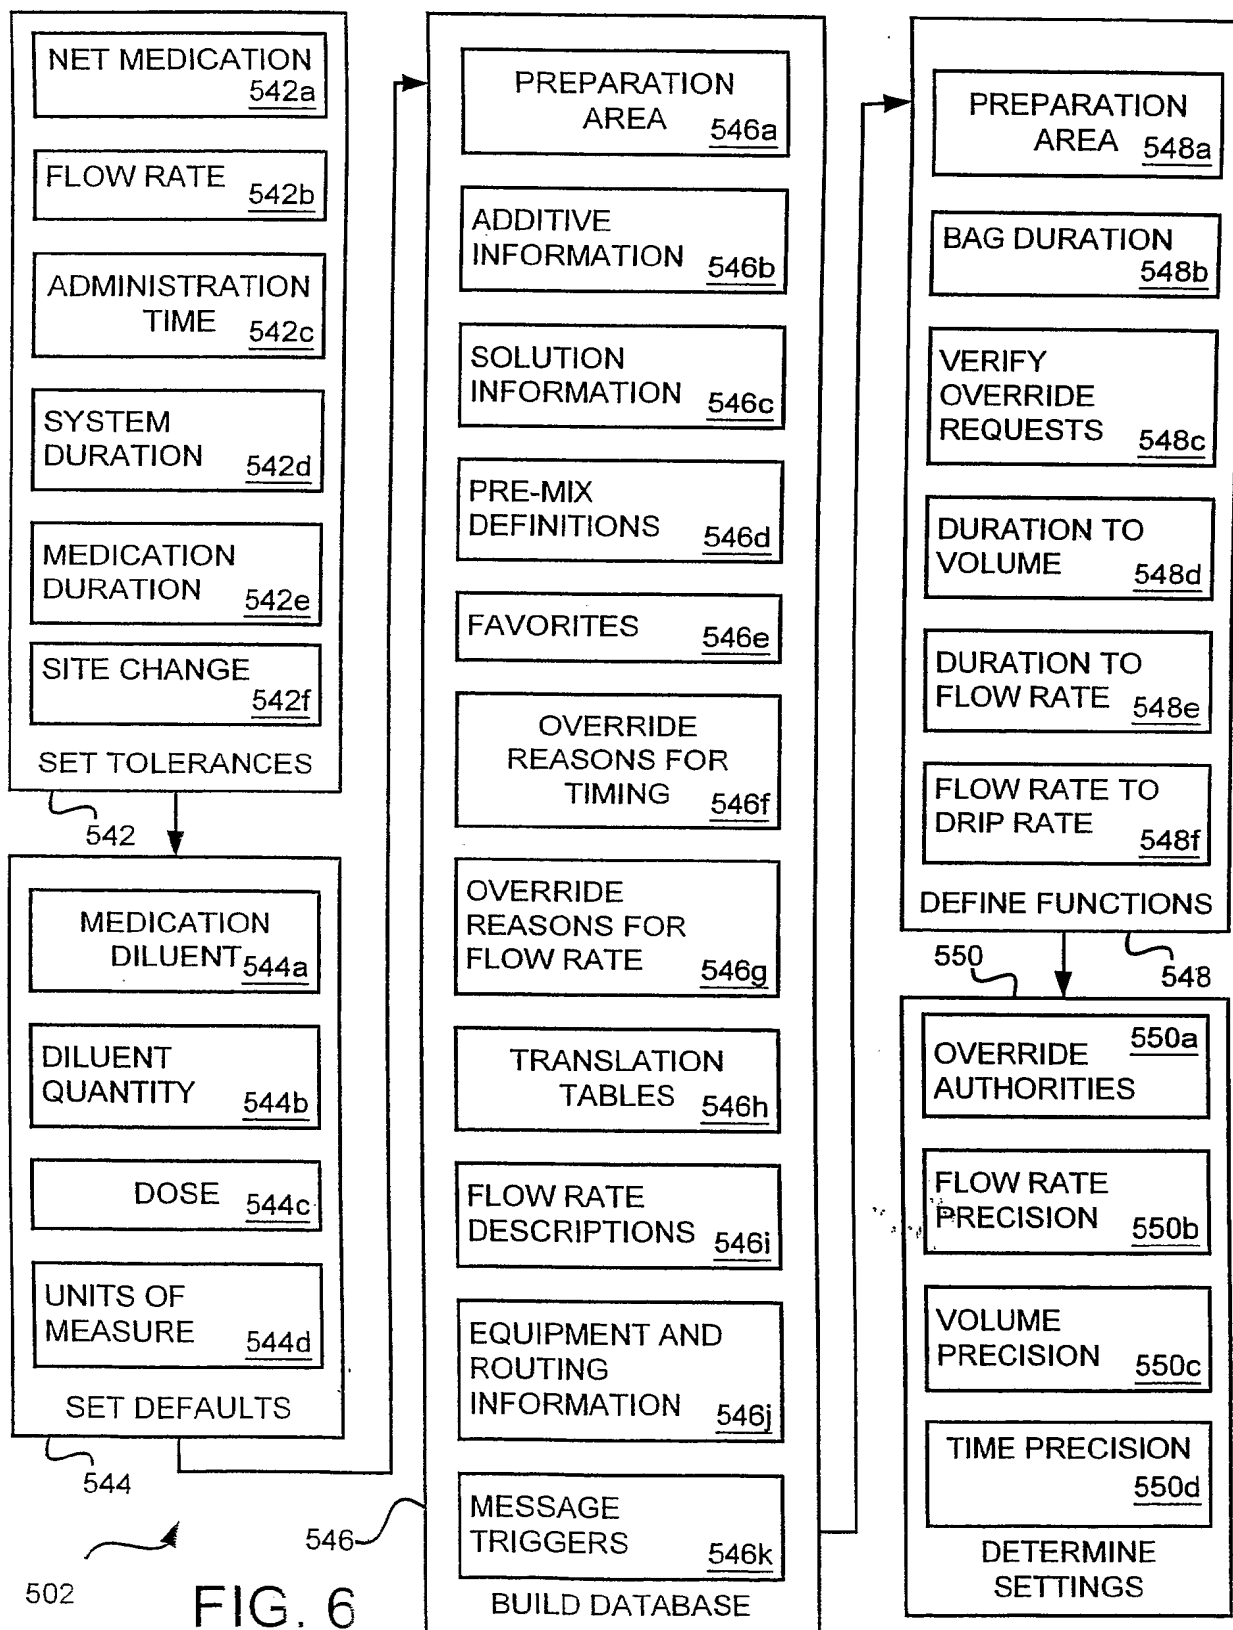 NET MEDICATION
542a
FLOW RATE
542b
ADMINISTRATION
TIME 542c
SYSTEM
DURATION 542d
MEDICATION
DURATION 542e
SITE CHANGE
542f
SET TOLERANCES
542
MEDICATION
DILUENT 544a
DILUENT
QUANTITY 544b
DOSE 544c
UNITS OF
MEASURE 544d
SET DEFAULTS
544
502
FIG. 6
PREPARATION
AREA 546a
ADDITIVE
INFORMATION 546b
SOLUTION
INFORMATION 546c
PRE-MIX
DEFINITIONS 546d
FAVORITES 546e
OVERRIDE
REASONS FOR
TIMING 546f
OVERRIDE
REASONS FOR
FLOW RATE 546g
TRANSLATION
TABLES 546h
FLOW RATE
DESCRIPTIONS 546i
EQUIPMENT AND
ROUTING
INFORMATION 546j
MESSAGE
TRIGGERS 546k
BUILD DATABASE
546
PREPARATION
AREA 548a
BAG DURATION
548b
VERIFY
OVERRIDE
REQUESTS 548c
DURATION TO
VOLUME 548d
DURATION TO
FLOW RATE 548e
FLOW RATE TO
DRIP RATE 548f
DEFINE FUNCTIONS
548
550
550a
OVERRIDE
AUTHORITIES
FLOW RATE
PRECISION 550b
VOLUME
PRECISION 550c
TIME PRECISION
550d
DETERMINE
SETTINGS